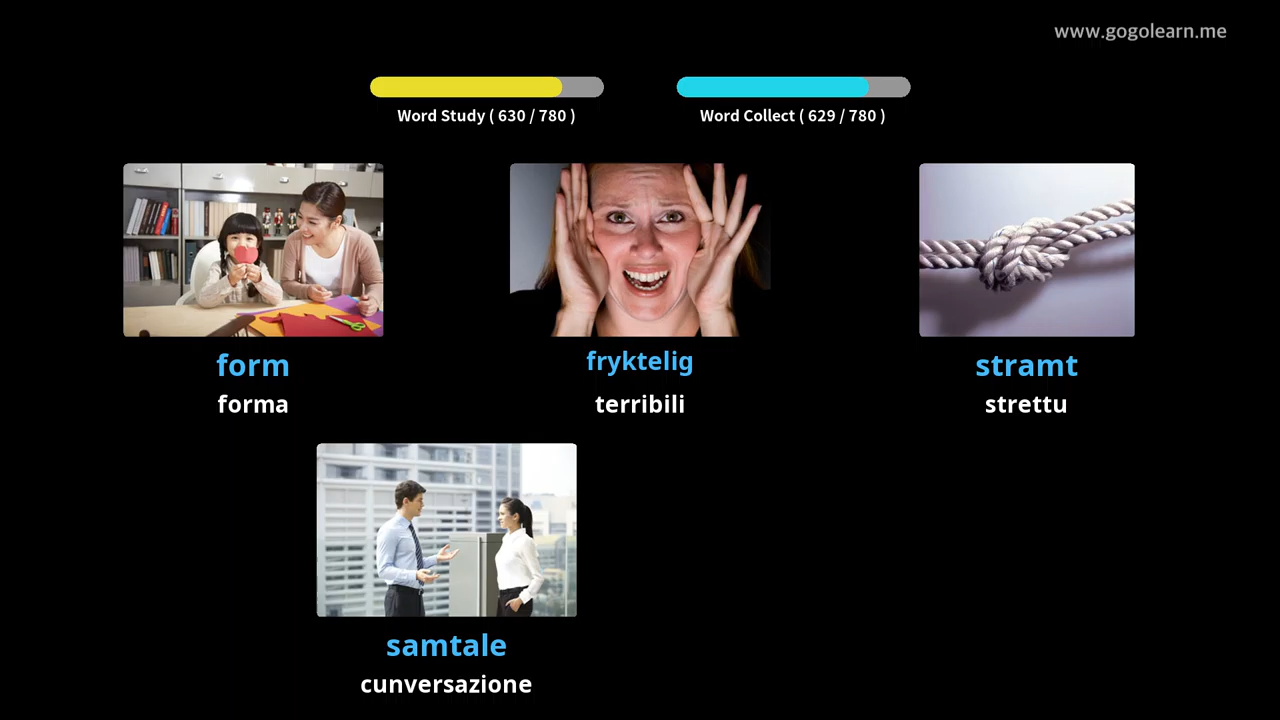 www.gogolearn.me
Word Study ( 630 / 780 )
Word Collect ( 629 / 780 )
form
forma
fryktelig
terribili
stramt
strettu
samtale
cunversazione